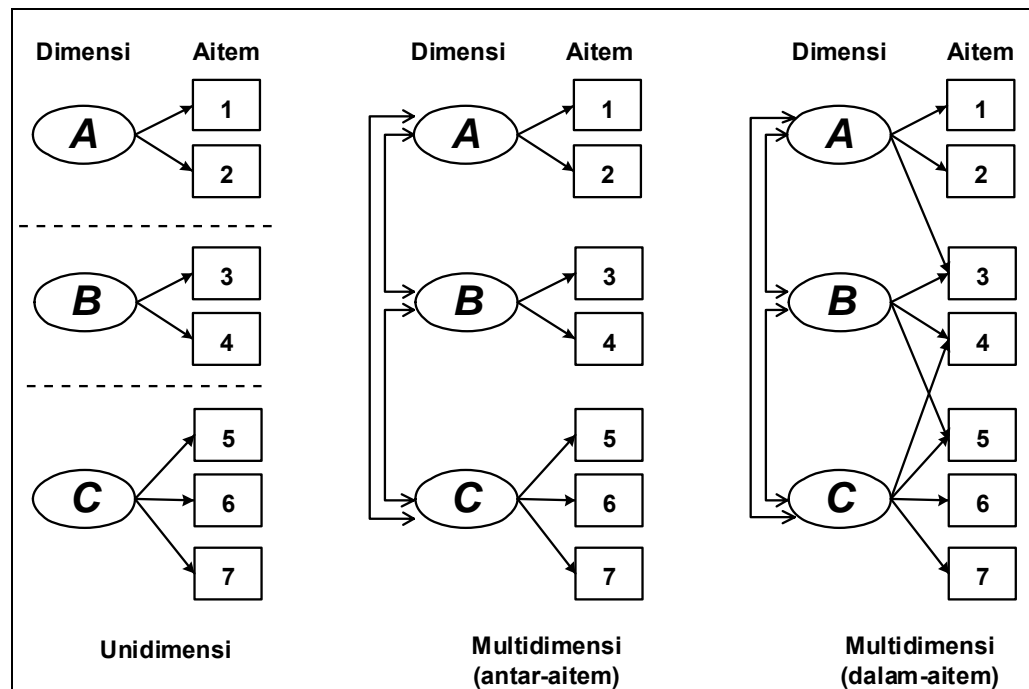 Dimensi Aitem
A
1
2
B
3
4
C
5
6
7
Unidimensi
Dimensi Aitem
A
1
2
B
3
4
C
5
6
7
Multidimensi
(antar-aitem)
Dimensi Aitem
A
1
2
B
3
4
C
5
6
7
Multidimensi
(dalam-aitem)